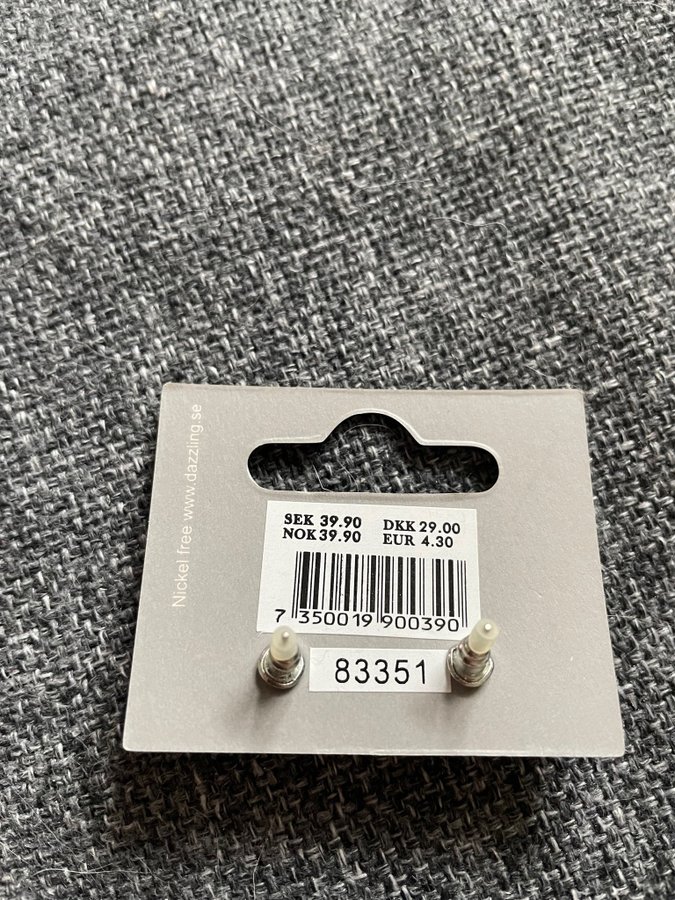 Nickel free www.dazzling.se
SEK 39.90 DKK 29.00
NOK 39.90 EUR 4.30
7 350019 900390
83351